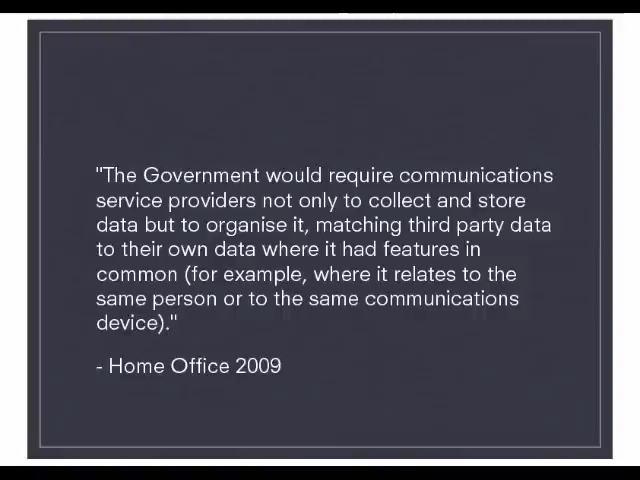 "The Government would require communications
service providers not only to collect and store
data but to organise it, matching third party data
to their own data where it had features in
common (for example, where it relates to the
same person or to the same communications
device)."
- Home Office 2009